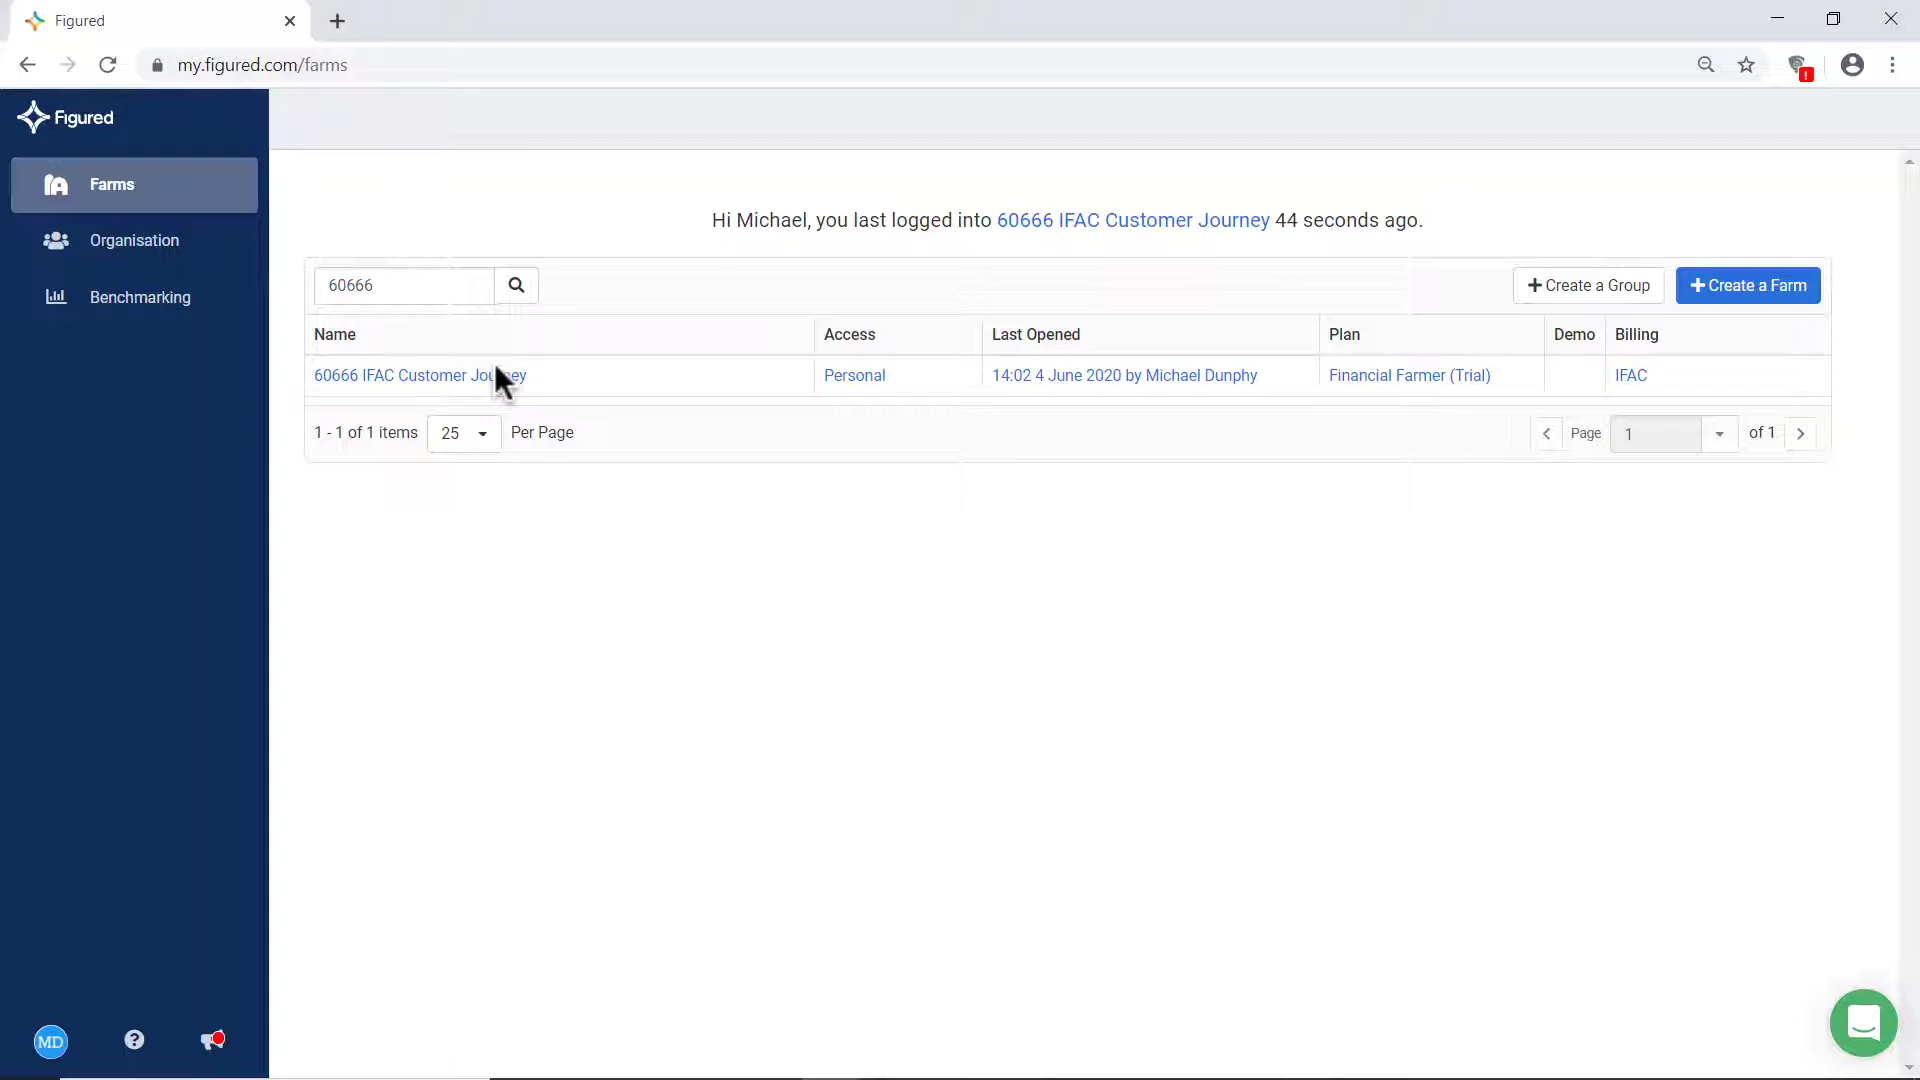 Figured
my.figured.com/farms
Figured
Farms
Organisation
Benchmarking
MD
Hi Michael, you last logged into 60666 IFAC Customer Journey 44 seconds ago.
60666
Create a Group
Create a Farm
Name Access Last Opened Plan Demo Billing
60666 IFAC Customer Journey Personal 14:02 4 June 2020 by Michael Dunphy Financial Farmer (Trial) IFAC
1 - 1 of 1 items 25 Per Page Page 1 of 1